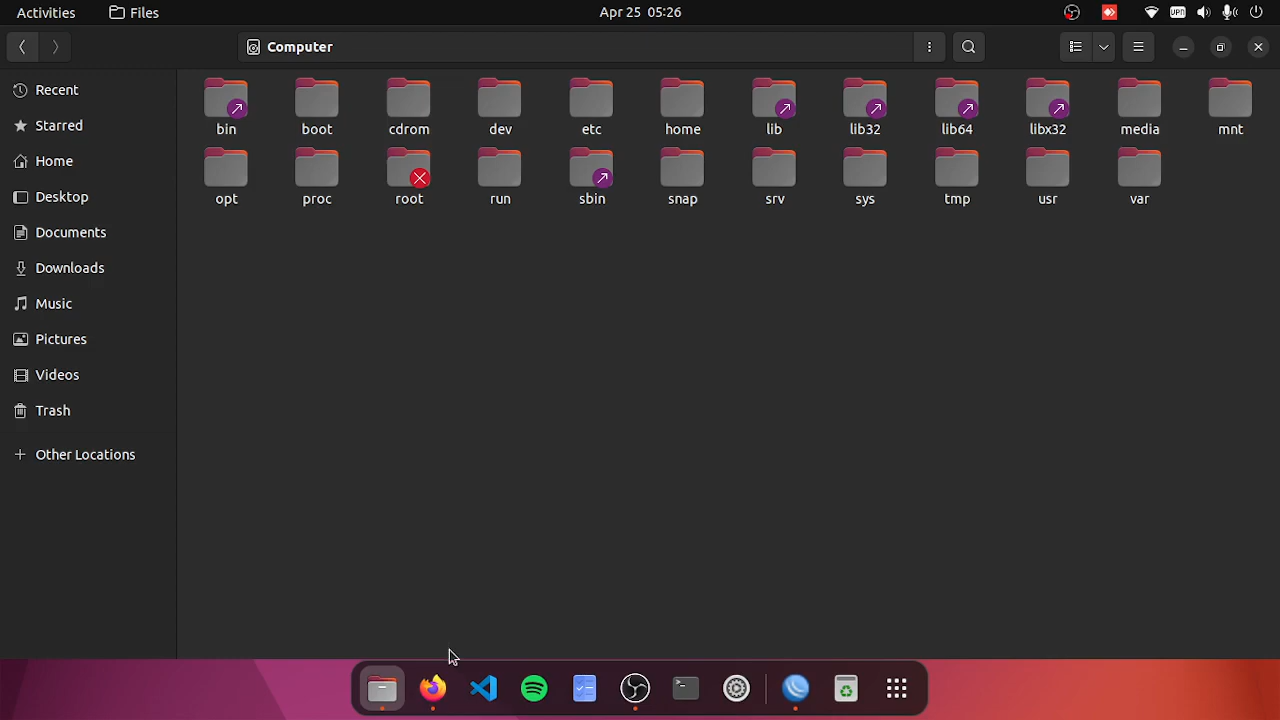 Activities Files Apr 25 05:26 VPN
Computer
Recent
Starred
Home
Desktop
Documents
Downloads
Music
Pictures
Videos
Trash
Other Locations
bin boot cdrom dev etc home lib lib32 lib64 libx32 media mnt
opt proc root run sbin snap srv sys tmp usr var